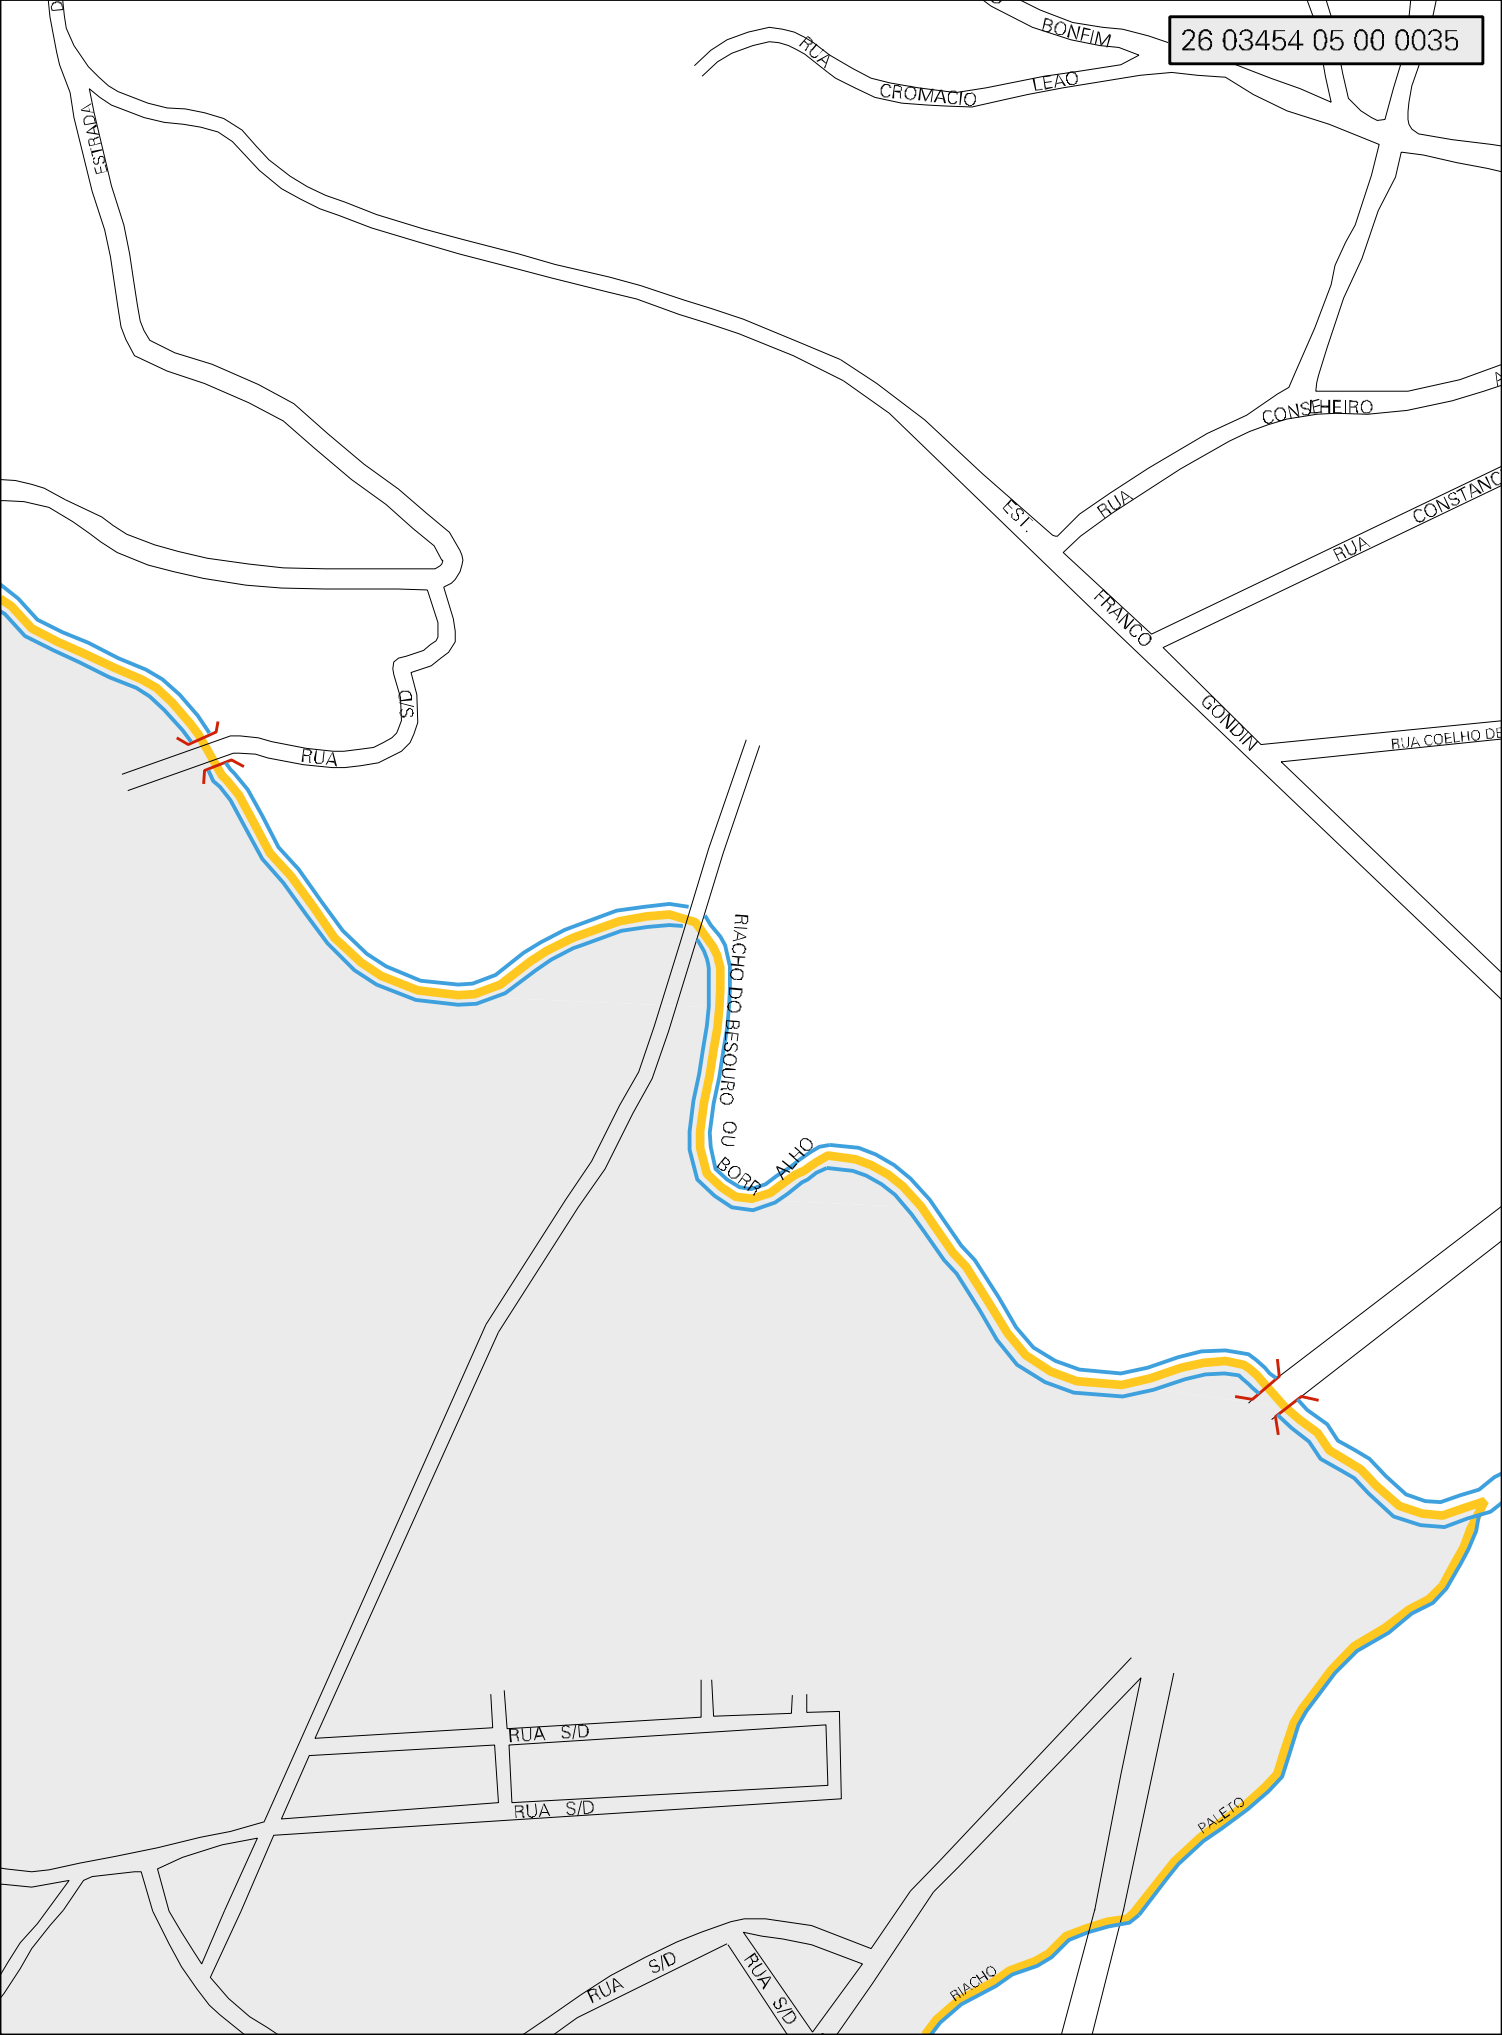 26 03454 05 00 0035
BONFIM
RUA
CROMACIO
LEAO
ESTRADA
CONSELHEIRO
RUA
EST.
CONSTANC
RUA
FRANCO
S/D
RUA
GONDIN
RUA COELHO DE
RIACHO DO BESOURO OU
BORR ALHO
RUA S/D
RUA S/D
PALETO
RIACHO
RUA S/D
RUA S/D